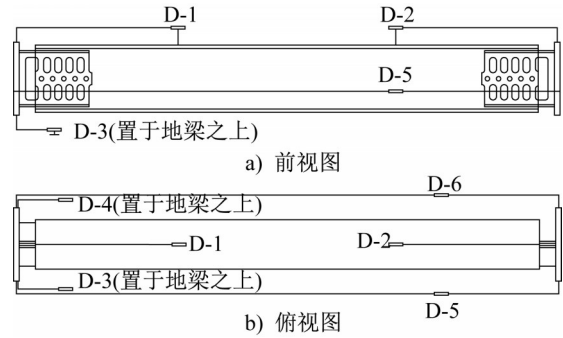 D-1 D-2
D-5
D-3(置于地梁之上)
a) 前视图
D-6
D-4(置于地梁之上)
D-1 D-2
D-3(置于地梁之上)
D-5
b) 俯视图